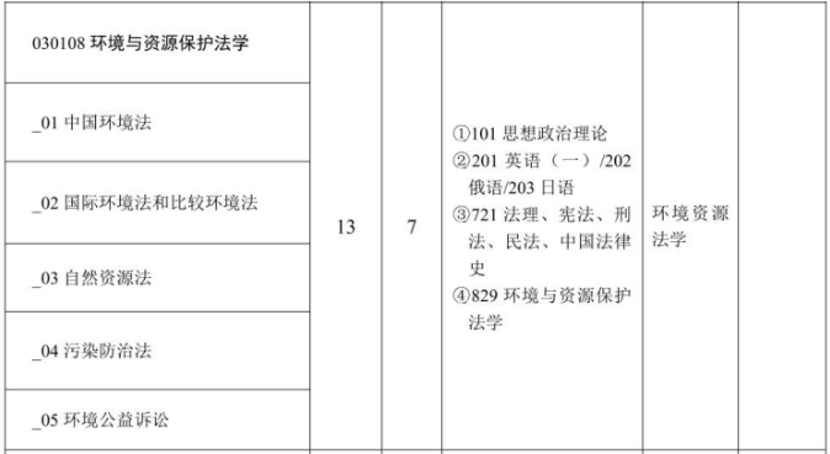 030108 环境与资源保护法学
_01 中国环境法
_02 国际环境法和比较环境法
_03 自然资源法
_04 污染防治法
_05 环境公益诉讼
13
7
①101 思想政治理论
②201 英语（一）/202
俄语/203 日语
③721 法理、宪法、刑
法、民法、中国法律
史
④829 环境与资源保护
法学
环境资源
法学